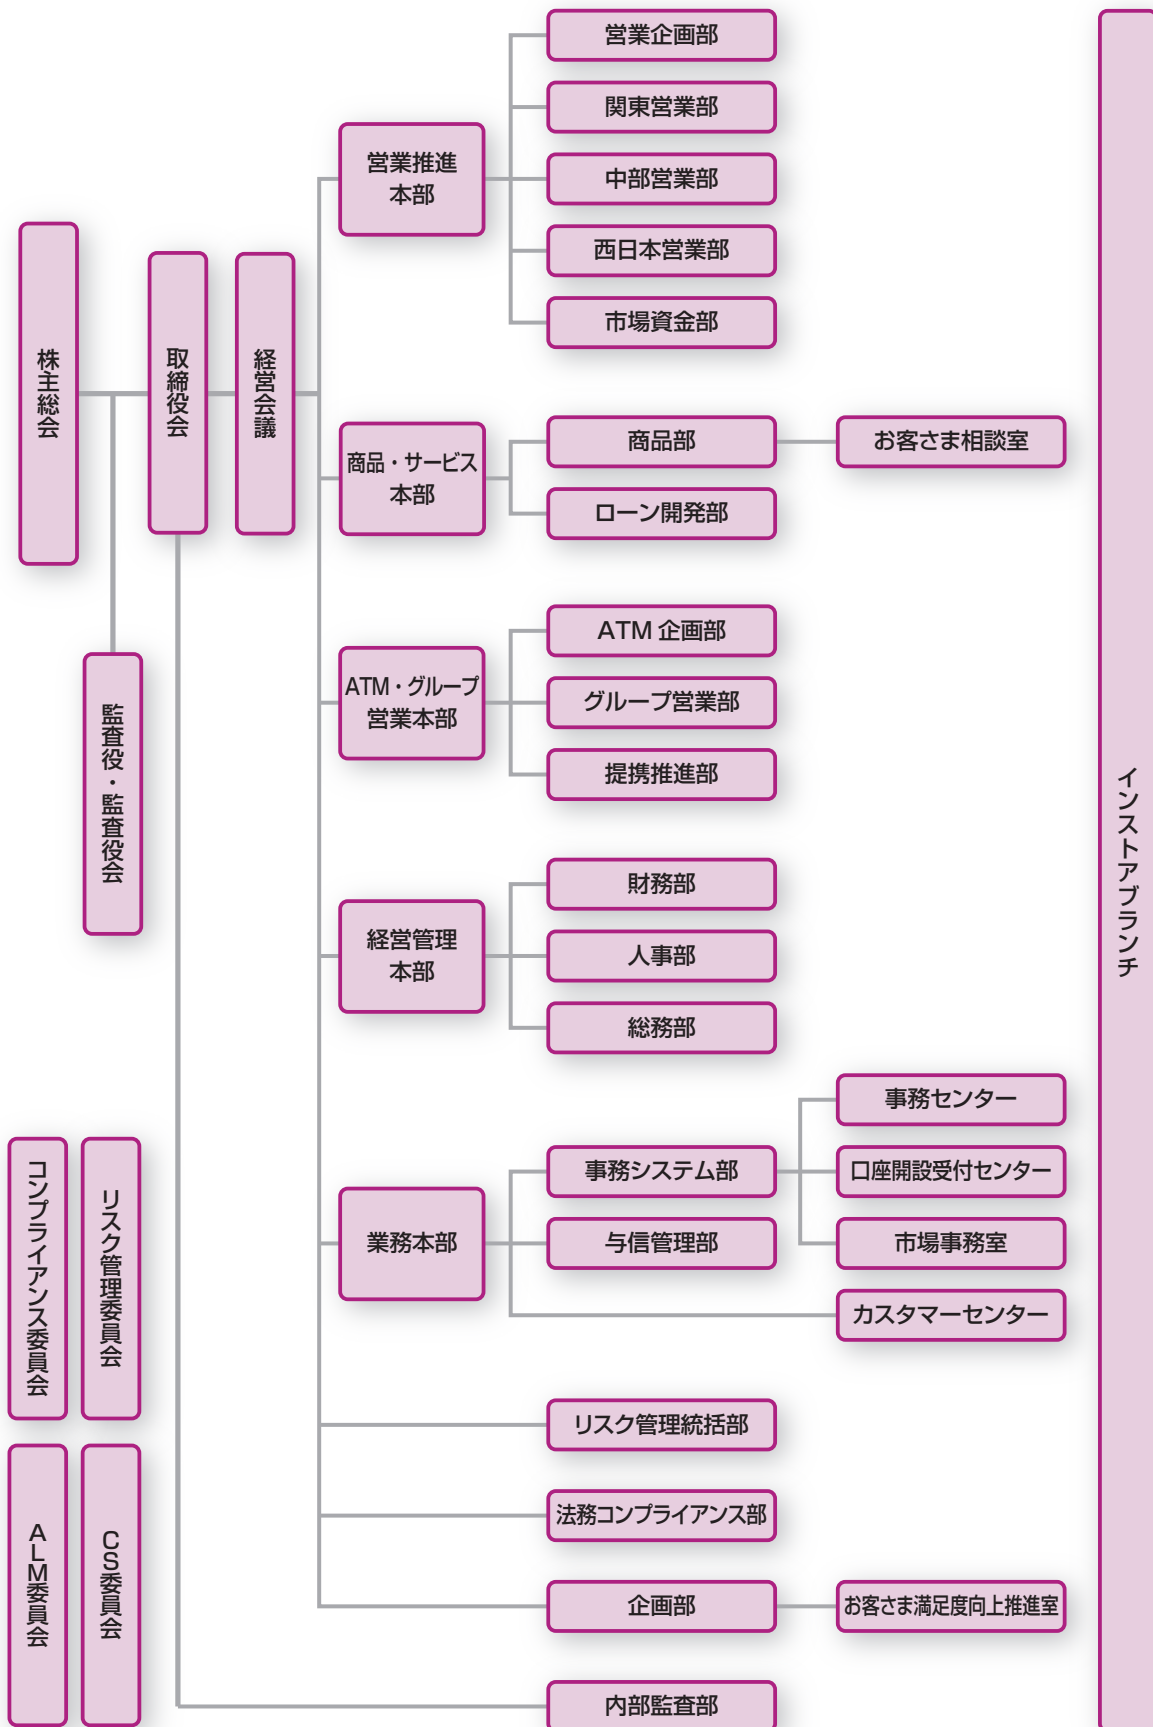 株主総会
監査役・監査役会
取締役会
経営会議
営業推進
本部
営業企画部
関東営業部
中部営業部
西日本営業部
市場資金部
商品・サービス
本部
商品部
お客さま相談室
ローン開発部
ATM・グループ
営業本部
ATM 企画部
グループ営業部
提携推進部
経営管理
本部
財務部
人事部
総務部
業務本部
事務システム部
事務センター
口座開設受付センター
市場事務室
与信管理部
カスタマーセンター
リスク管理統括部
法務コンプライアンス部
企画部
お客さま満足度向上推進室
内部監査部
コンプライアンス委員会
リスク管理委員会
ALM委員会
CS委員会
インストアブランチ